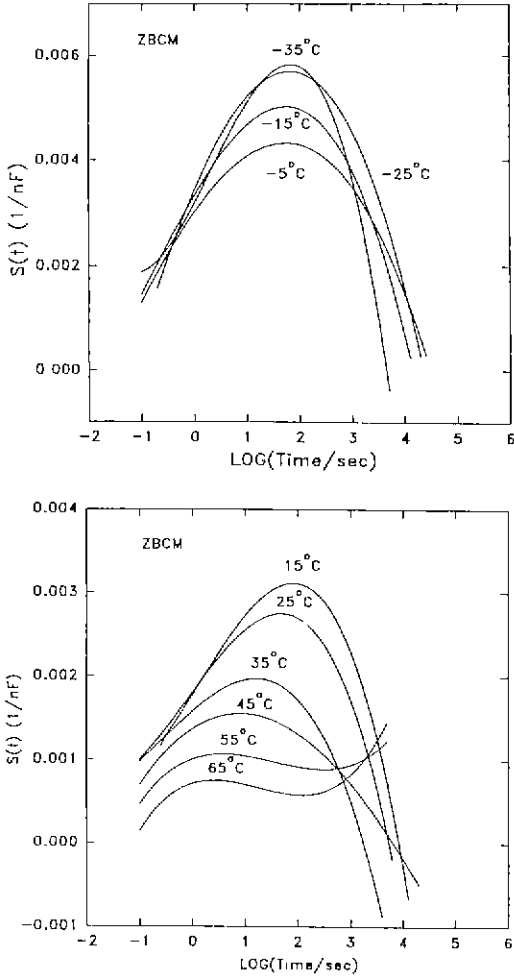 ZBCM
0.006
0.004
0.002
0.000
S(t) (1/nF)
-35°C
-15°C
-5°C
-25°C
-2 -1 0 1 2 3 4 5 6
LOG(Time/sec)
0.004
0.003
0.002
0.001
0.000
-0.001
S(t) (1/nF)
ZBCM
15°C
25°C
35°C
45°C
55°C
65°C
-2 -1 0 1 2 3 4 5 6
LOG(Time/sec)